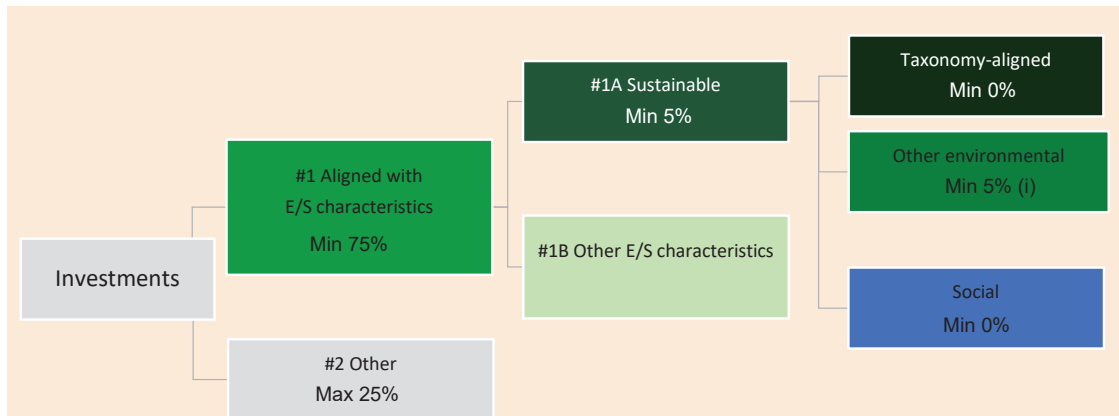 Investments
#1 Aligned with
E/S characteristics
Min 75%
#2 Other
Max 25%
#1A Sustainable
Min 5%
#1B Other E/S characteristics
Taxonomy-aligned
Min 0%
Other environmental
Min 5% (i)
Social
Min 0%